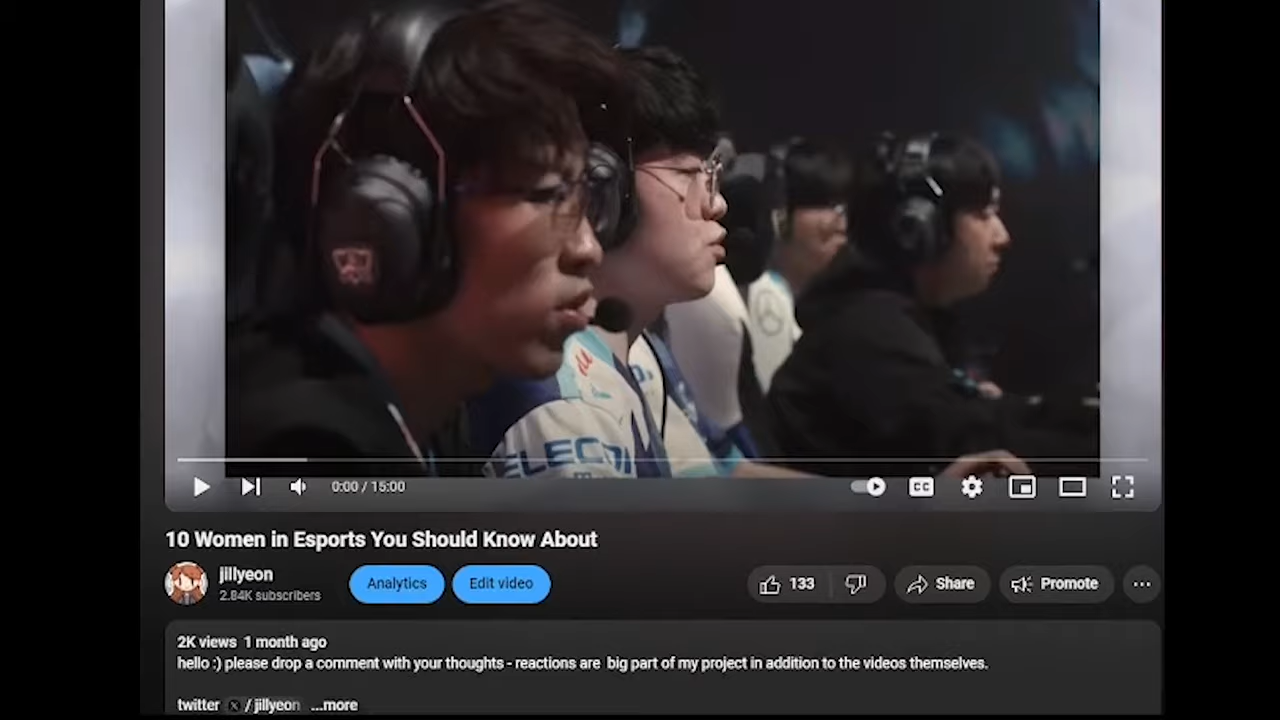 ELECO
0:00 / 15:00
CC
10 Women in Esports You Should Know About
jillyeon
2.84K subscribers
Analytics
Edit video
133
Share
Promote
2K views 1 month ago
hello :) please drop a comment with your thoughts - reactions are big part of my project in addition to the videos themselves.
twitter X / jillyeon ...more